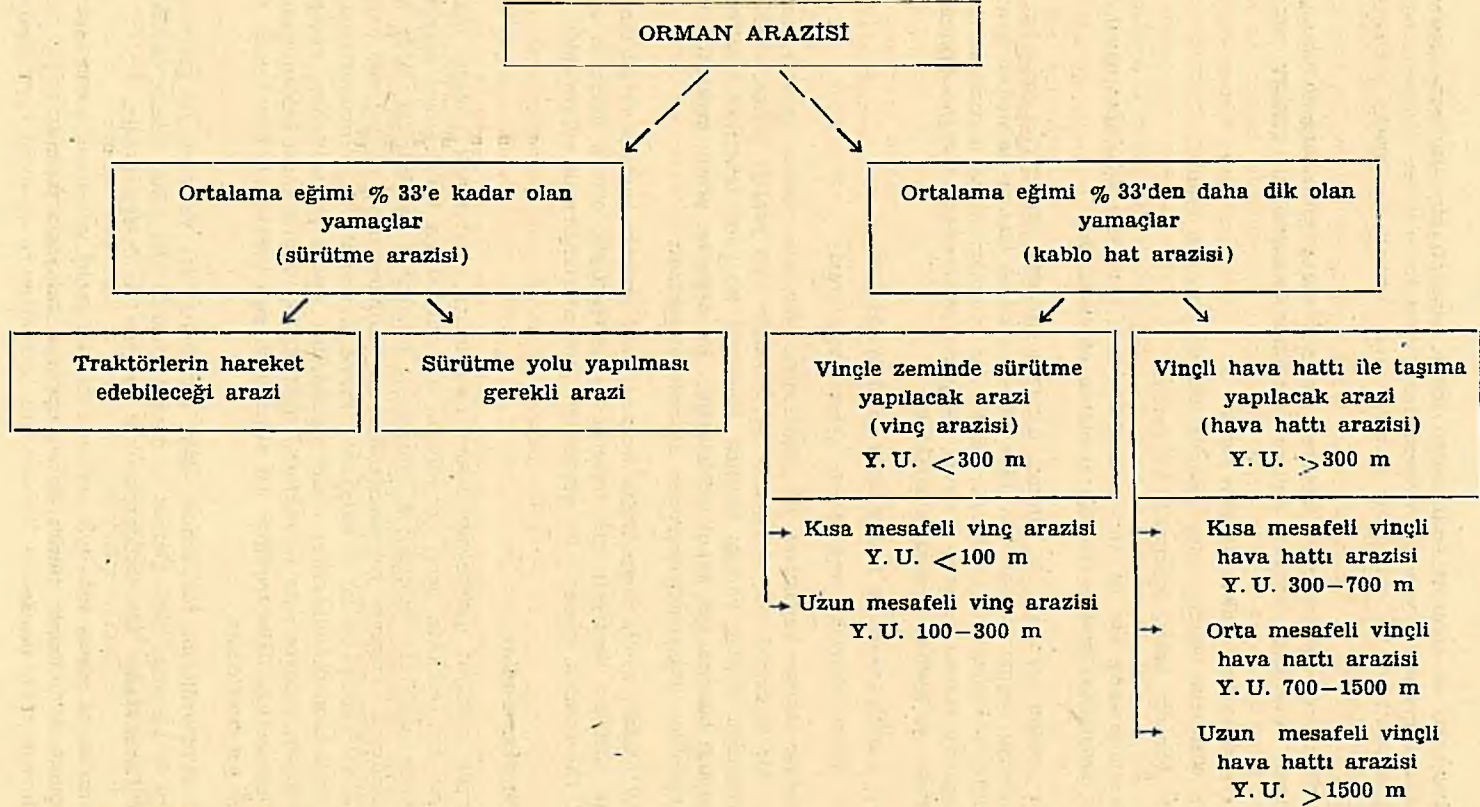 ORMAN ARAZİSİ
Ortalama eğimi % 33'e kadar olan
yamaçlar
(sürütme arazisi)
Ortalama eğimi % 33'den daha dik olan
yamaçlar
(kablo hat arazisi)
Traktörlerin hareket
edebileceği arazi
Sürütme yolu yapılması
gerekli arazi
Vinçle zeminde sürütme
yapılacak arazi
(vinç arazisi)
Y. U. <300 m
Kısa mesafeli vinç arazisi
Y. U. <100 m
Uzun mesafeli vinç arazisi
Y. U. 100—300 m
Vinçli hava hattı ile taşıma
yapılacak arazi
(hava hattı arazisi)
Y. U. >300 m
Kısa mesafeli vinçli
hava hattı arazisi
Y. U. 300—700 m
Orta mesafeli vinçli
hava hattı arazisi
Y. U. 700—1500 m
Uzun mesafeli vinçli
hava hattı arazisi
Y. U. >1500 m